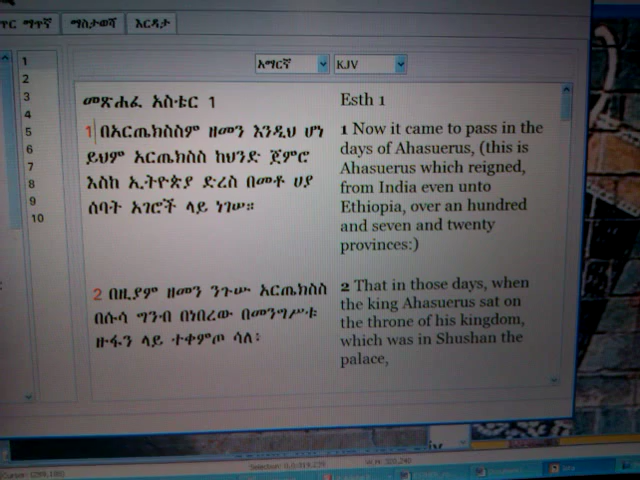 ማስታወሻ
እርዳታ
አማርኛ
KJV
1
2
3
4
5
6
7
8
9
10
መጽሐፈ አስቴር 1
1 በአርጤክስስም ዘመን እንዲህ ሆነ
ይህም አርጤክስስ ከህንድ ጀምሮ
እስከ ኢትዮጵያ ድረስ በመቶ ሀያ
ሰባት አገሮች ላይ ነገሠ።
2 በዚያም ዘመን ንጉሡ አርጤክስስ
በሱሳ ግንብ በነበረው በመንግሥቱ
ዙፋን ላይ ተቀምጦ ሳለ፥
Esth 1
1 Now it came to pass in the
days of Ahasuerus, (this is
Ahasuerus which reigned,
from India even unto
Ethiopia, over an hundred
and seven and twenty
provinces:)
2 That in those days, when
the king Ahasuerus sat on
the throne of his kingdom,
which was in Shushan the
palace,